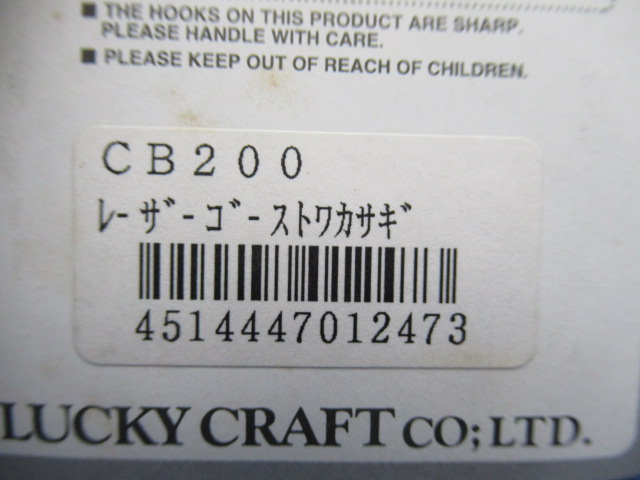 ■ THE HOOKS ON THIS PRODUCT ARE SHARP.
PLEASE HANDLE WITH CARE.
■ PLEASE KEEP OUT OF REACH OF CHILDREN.
CB200
ﾚｰｻﾞｰｺﾞｰｽﾄﾜｶｻｷﾞ
4514447012473
LUCKY CRAFT CO;LTD.